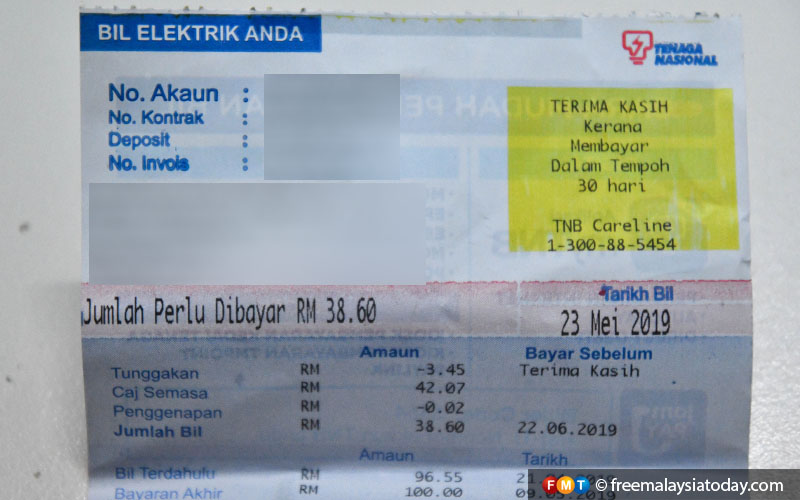 BIL ELEKTRIK ANDA
TENAGA
NASIONAL
No. Akaun :
No. Kontrak :
Deposit :
No. Invois :
TERIMA KASIH
Kerana
Membayar
Dalam Tempoh
30 hari
TNB Careline
1-300-88-5454
Jumlah Perlu Dibayar RM 38.60
Tarikh Bil
23 Mei 2019
Amaun Bayar Sebelum
Tunggakan RM -3.45 Terima Kasih
Caj Semasa RM 42.07
Penggenapan RM -0.02
Jumlah Bil RM 38.60 22.06.2019
Amaun Tarikh
Bil Terdahulu RM 96.55
Bayaran Akhir RM 100.00
FMT © freemalaysiatoday.com